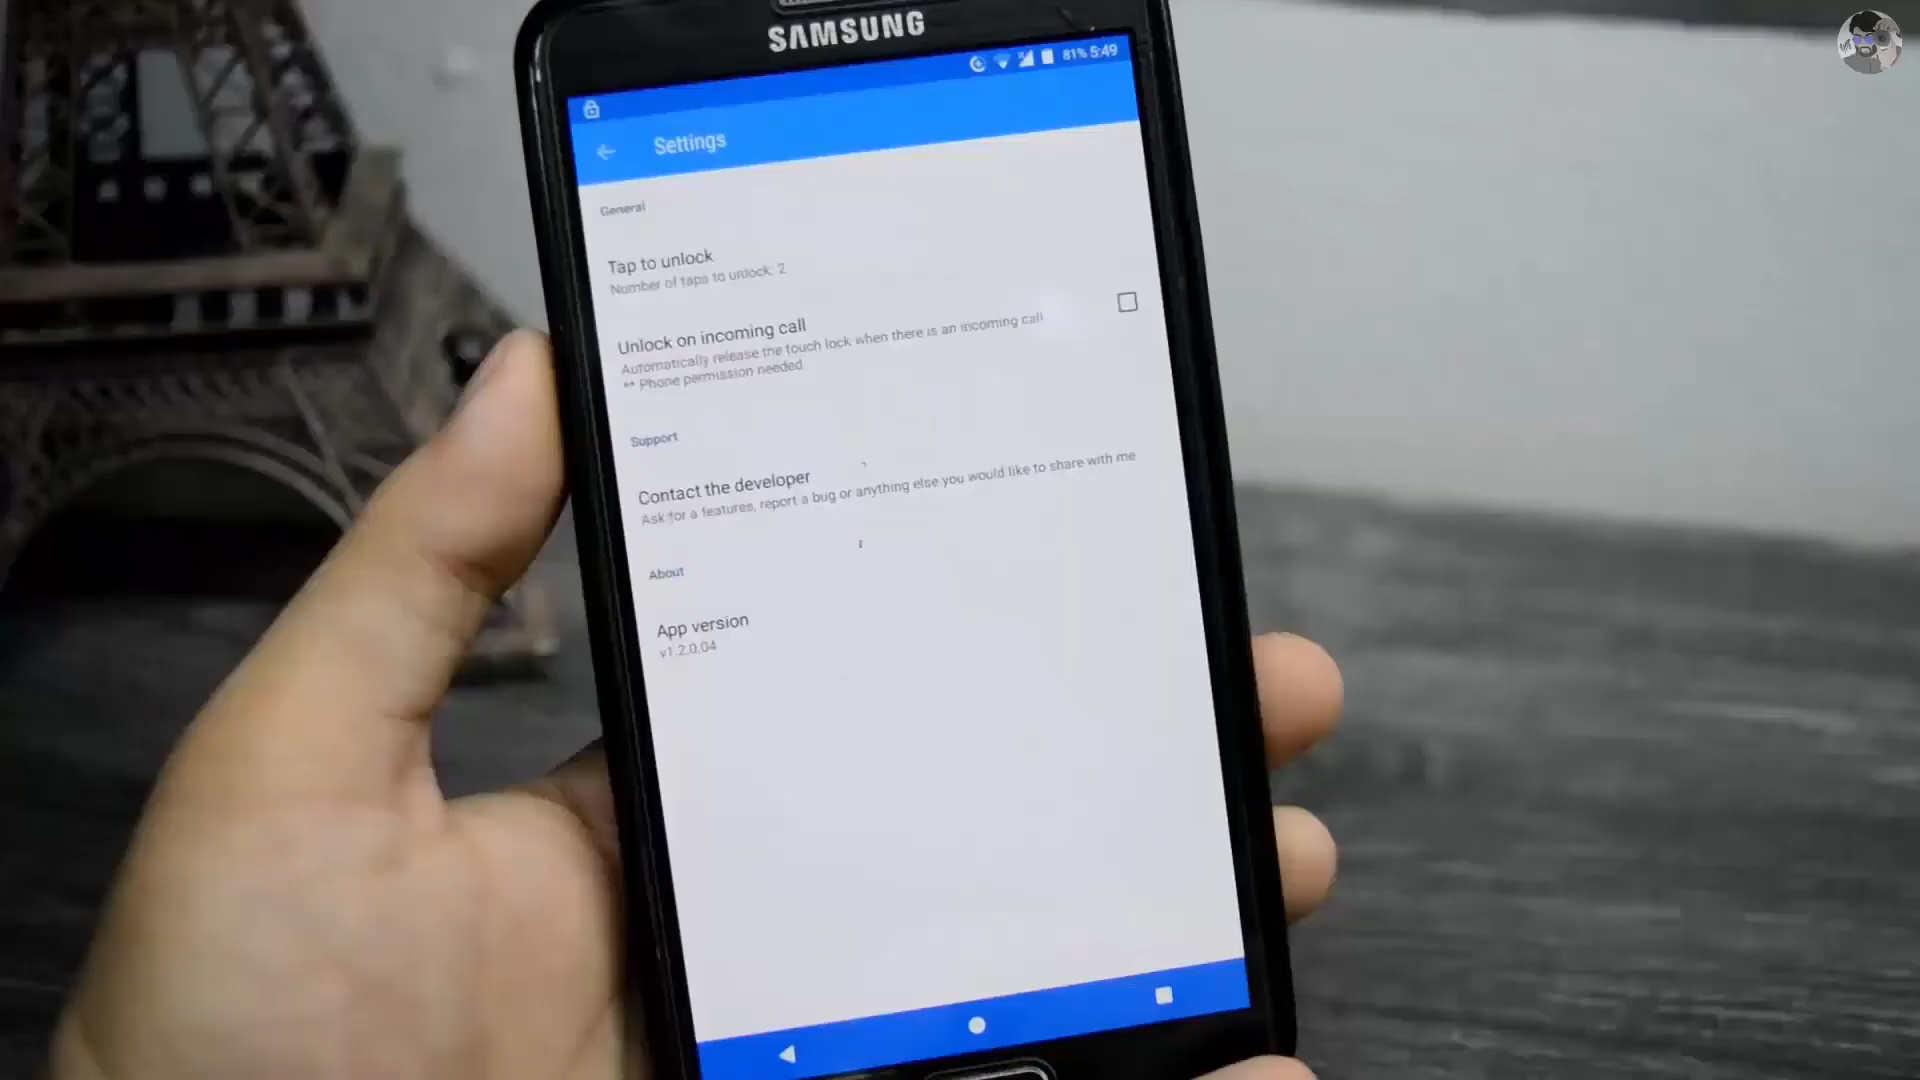 SAMSUNG
81% 5:49
Settings
General
Tap to unlock
Number of taps to unlock: 2
Unlock on incoming call
Automatically release the touch lock when there is an incoming call
** Phone permission needed
Support
Contact the developer
Ask for a features, report a bug or anything else you would like to share with me
About
App version
v1.2.0.04